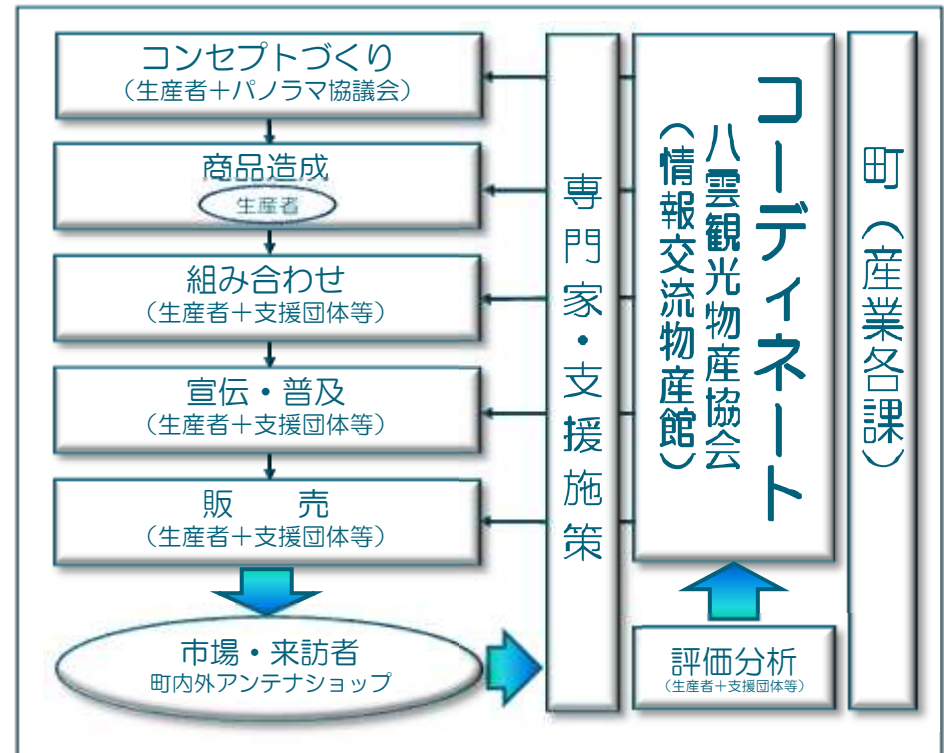 コンセプトづくり
（生産者＋パノラマ協議会）
商品造成
生産者
組み合わせ
（生産者＋支援団体等）
宣伝・普及
（生産者＋支援団体等）
販　売
（生産者＋支援団体等）
市場・来訪者
町内外アンテナショップ
専門家・支援施策
コーディネート
八雲観光物産協会
（情報交流物産館）
評価分析
（生産者＋支援団体等）
町（産業各課）